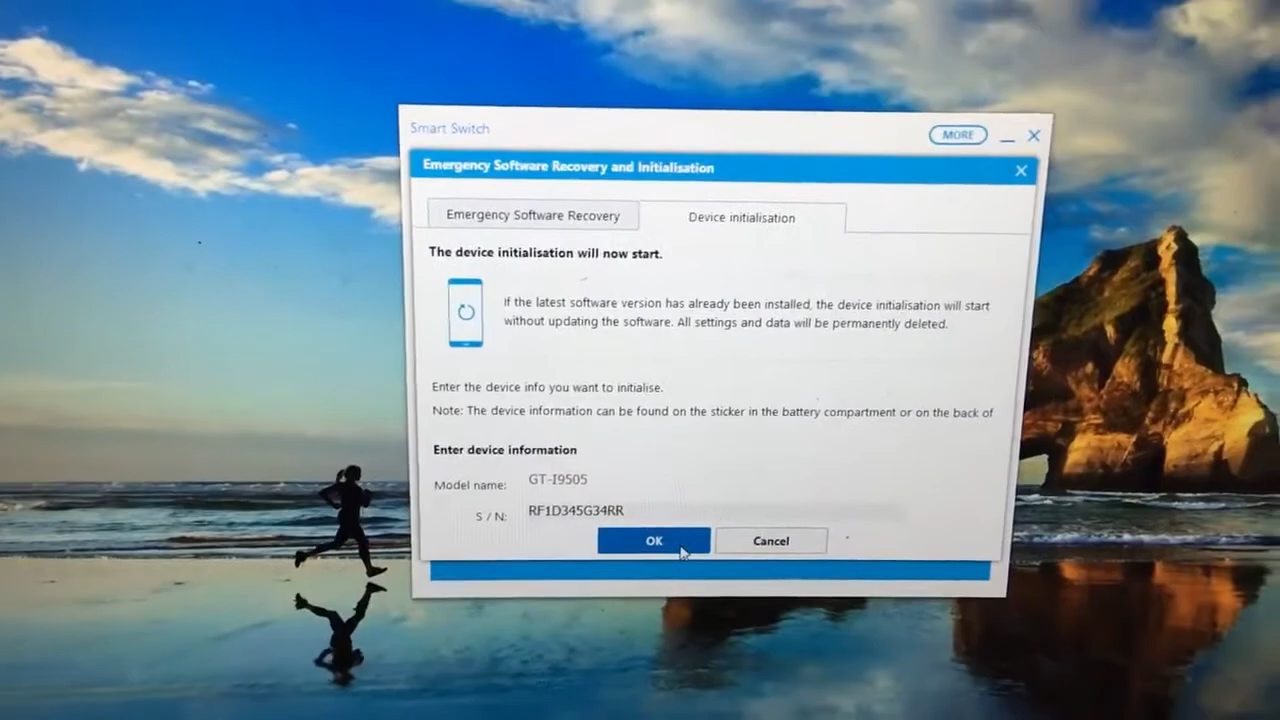 Smart Switch
MORE
Emergency Software Recovery and Initialisation
Emergency Software Recovery
Device initialisation
The device initialisation will now start.
If the latest software version has already been installed, the device initialisation will start
without updating the software. All settings and data will be permanently deleted.
Enter the device info you want to initialise.
Note: The device information can be found on the sticker in the battery compartment or on the back of
Enter device information
Model name: GT-I9505
S / N: RF1D345G34RR
OK
Cancel